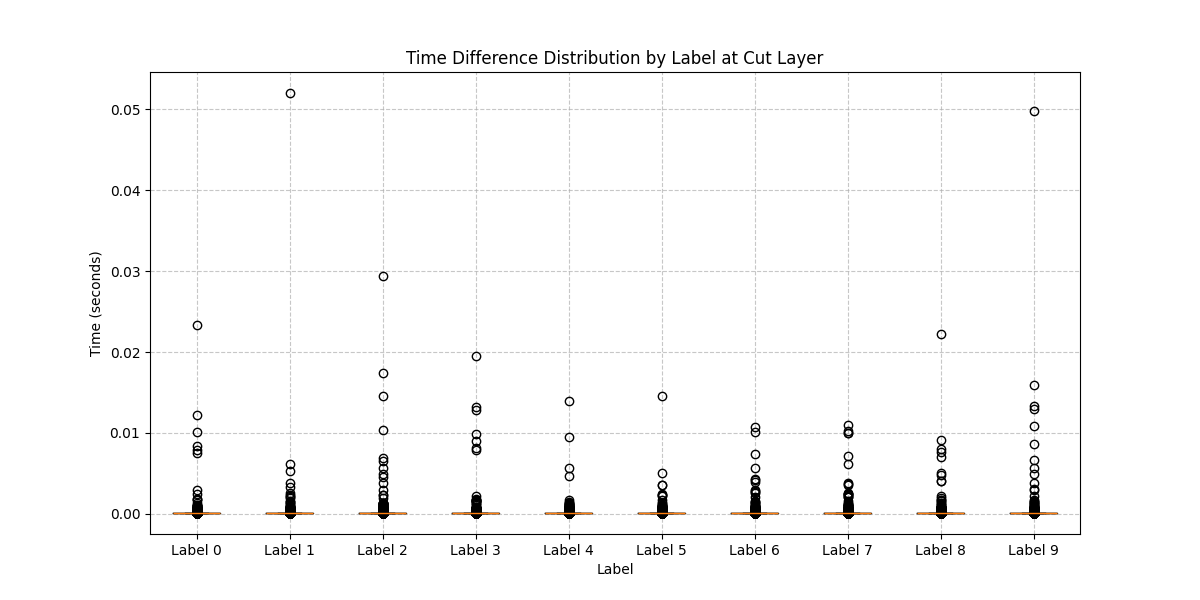 Time Difference Distribution by Label at Cut Layer
Time (seconds)
0.05
0.04
0.03
0.02
0.01
0.00
Label 0 Label 1 Label 2 Label 3 Label 4 Label 5 Label 6 Label 7 Label 8 Label 9
Label